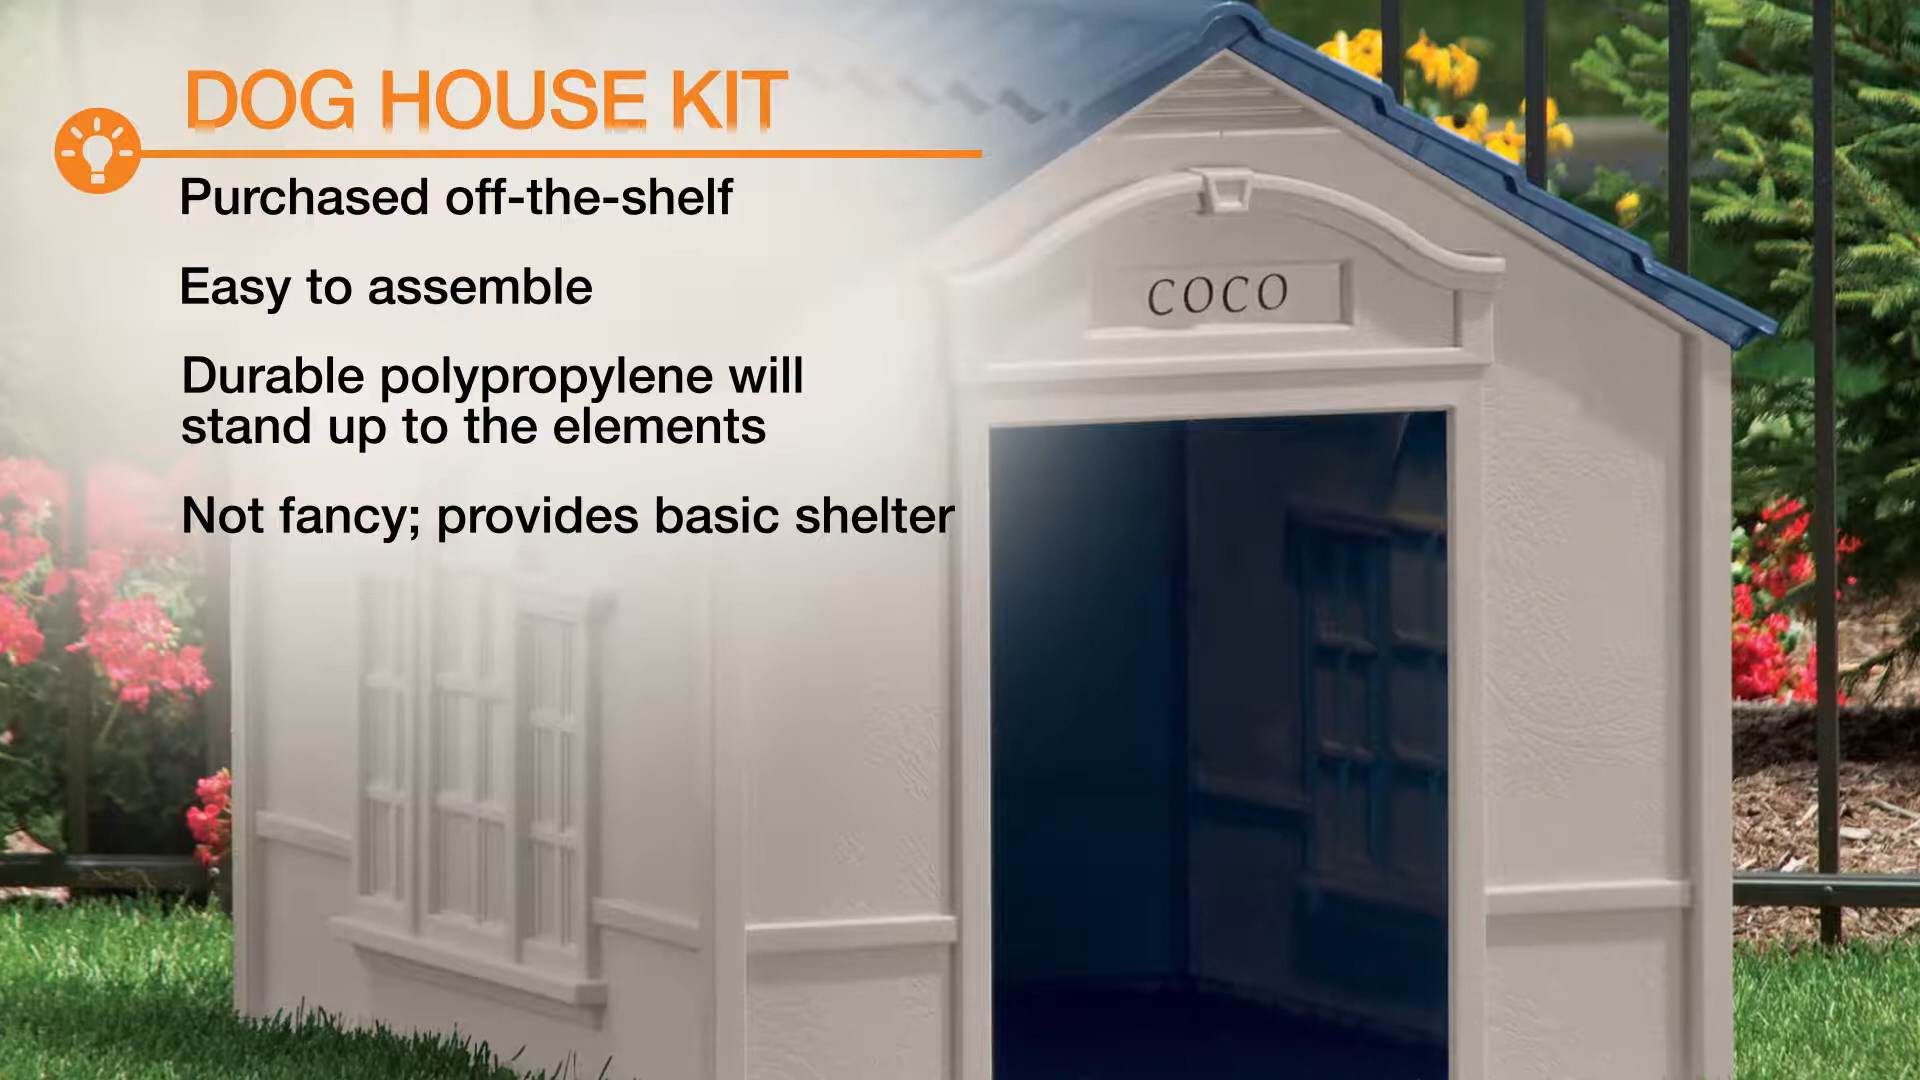 DOG HOUSE KIT
Purchased off-the-shelf
Easy to assemble
Durable polypropylene will
stand up to the elements
Not fancy; provides basic shelter
COCO